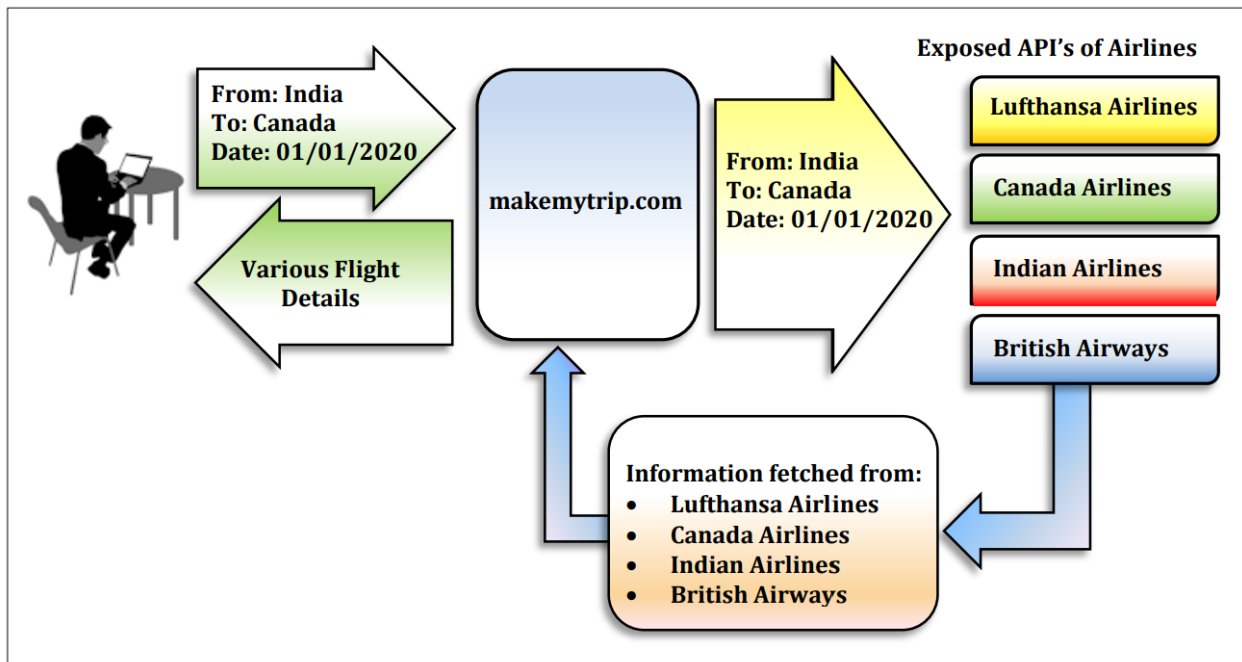 Exposed API's of Airlines
From: India
To: Canada
Date: 01/01/2020
Various Flight
Details
makemytrip.com
From: India
To: Canada
Date: 01/01/2020
Lufthansa Airlines
Canada Airlines
Indian Airlines
British Airways
Information fetched from:
• Lufthansa Airlines
• Canada Airlines
• Indian Airlines
• British Airways